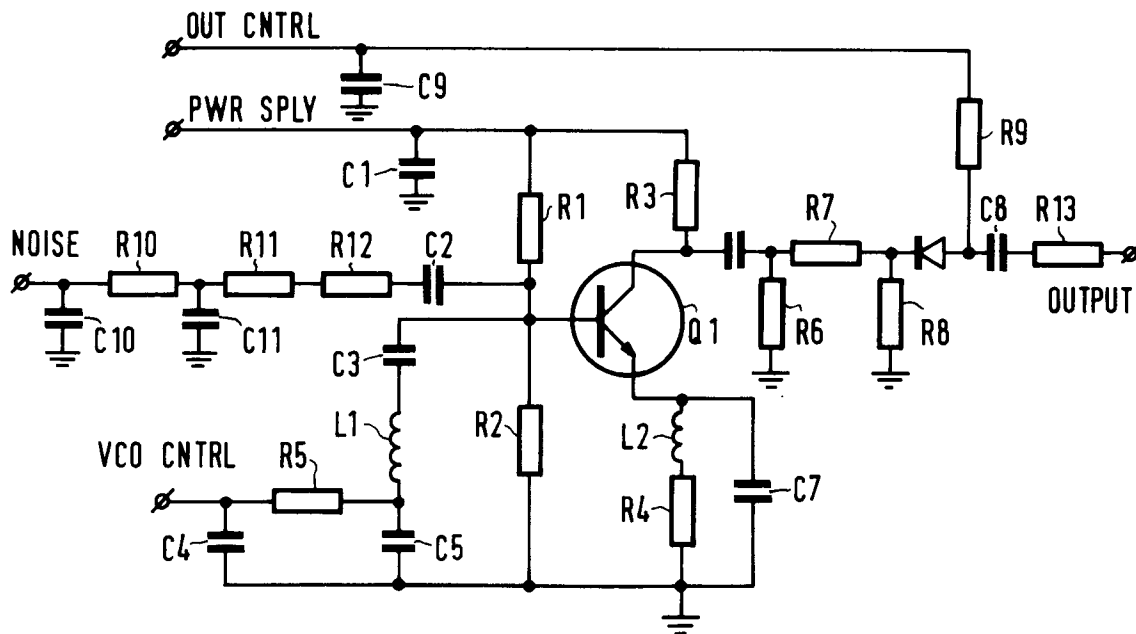 OUT CNTRL
C9
PWR SPLY
R9
C1
R3
R1
C8
R13
R7
NOISE
R10
R11
R12
C2
OUTPUT
C10
C11
Q1
R6
R8
C3
L1
R2
L2
VCO CNTRL
R5
C7
R4
C4
C5